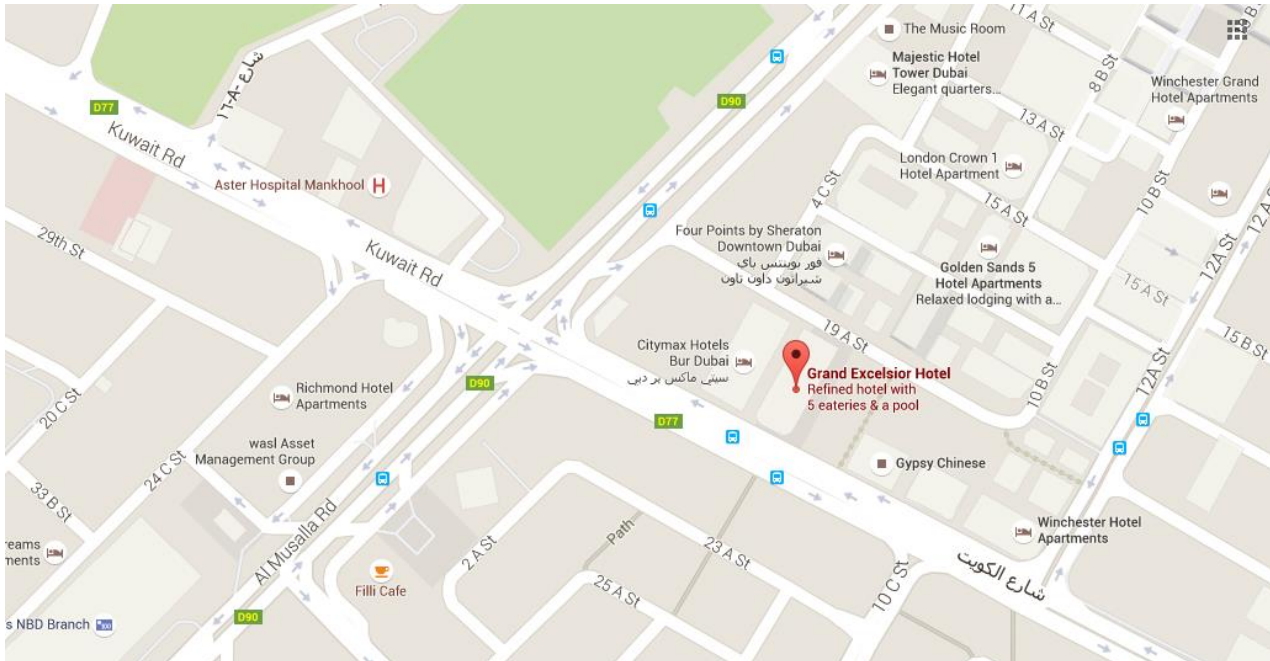 The Music Room
11 A St
Majestic Hotel
Tower Dubai
Elegant quarters...
8 B St
Winchester Grand
Hotel Apartments
شارع ١٦-A-
D77
D90
Kuwait Rd
13 A St
London Crown 1
Hotel Apartment
Aster Hospital Mankhool
H
4 C St
15 A St
10 B St
12 A St
29th St
Kuwait Rd
Four Points by Sheraton
Downtown Dubai
فور بوينتس باي
شيراتون داون تاون
Golden Sands 5
Hotel Apartments
Relaxed lodging with a...
12A St
15 A St
19 A St
15 B St
Citymax Hotels
Bur Dubai
سيتي ماكس بر دبي
Grand Excelsior Hotel
Refined hotel with
5 eateries & a pool
D90
Richmond Hotel
Apartments
12A St
10 B St
20 C St
D77
wasl Asset
Management Group
24 C St
Gypsy Chinese
33 B St
Al Musalla Rd
Path
Winchester Hotel
Apartments
reams
ments
2 A St
23 A St
شارع الكويت
Filli Cafe
25 A St
10 C St
s NBD Branch
D90